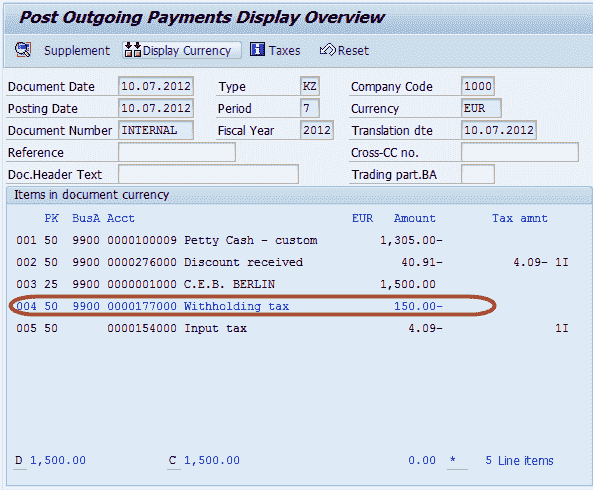 Post Outgoing Payments Display Overview
Supplement Display Currency Taxes Reset
Document Date 10.07.2012 Type KZ Company Code 1000
Posting Date 10.07.2012 Period 7 Currency EUR
Document Number INTERNAL Fiscal Year 2012 Translation dte 10.07.2012
Reference Cross-CC no.
Doc.Header Text Trading part.BA
Items in document currency
PK BusA Acct EUR Amount Tax amnt
001 50 9900 0000100009 Petty Cash - custom 1,305.00-
002 50 9900 0000276000 Discount received 40.91- 4.09- 1I
003 25 9900 0000001000 C.E.B. BERLIN 1,500.00
004 50 9900 0000177000 Withholding tax 150.00-
005 50 0000154000 Input tax 4.09- 1I
D 1,500.00 C 1,500.00 0.00 * 5 Line items